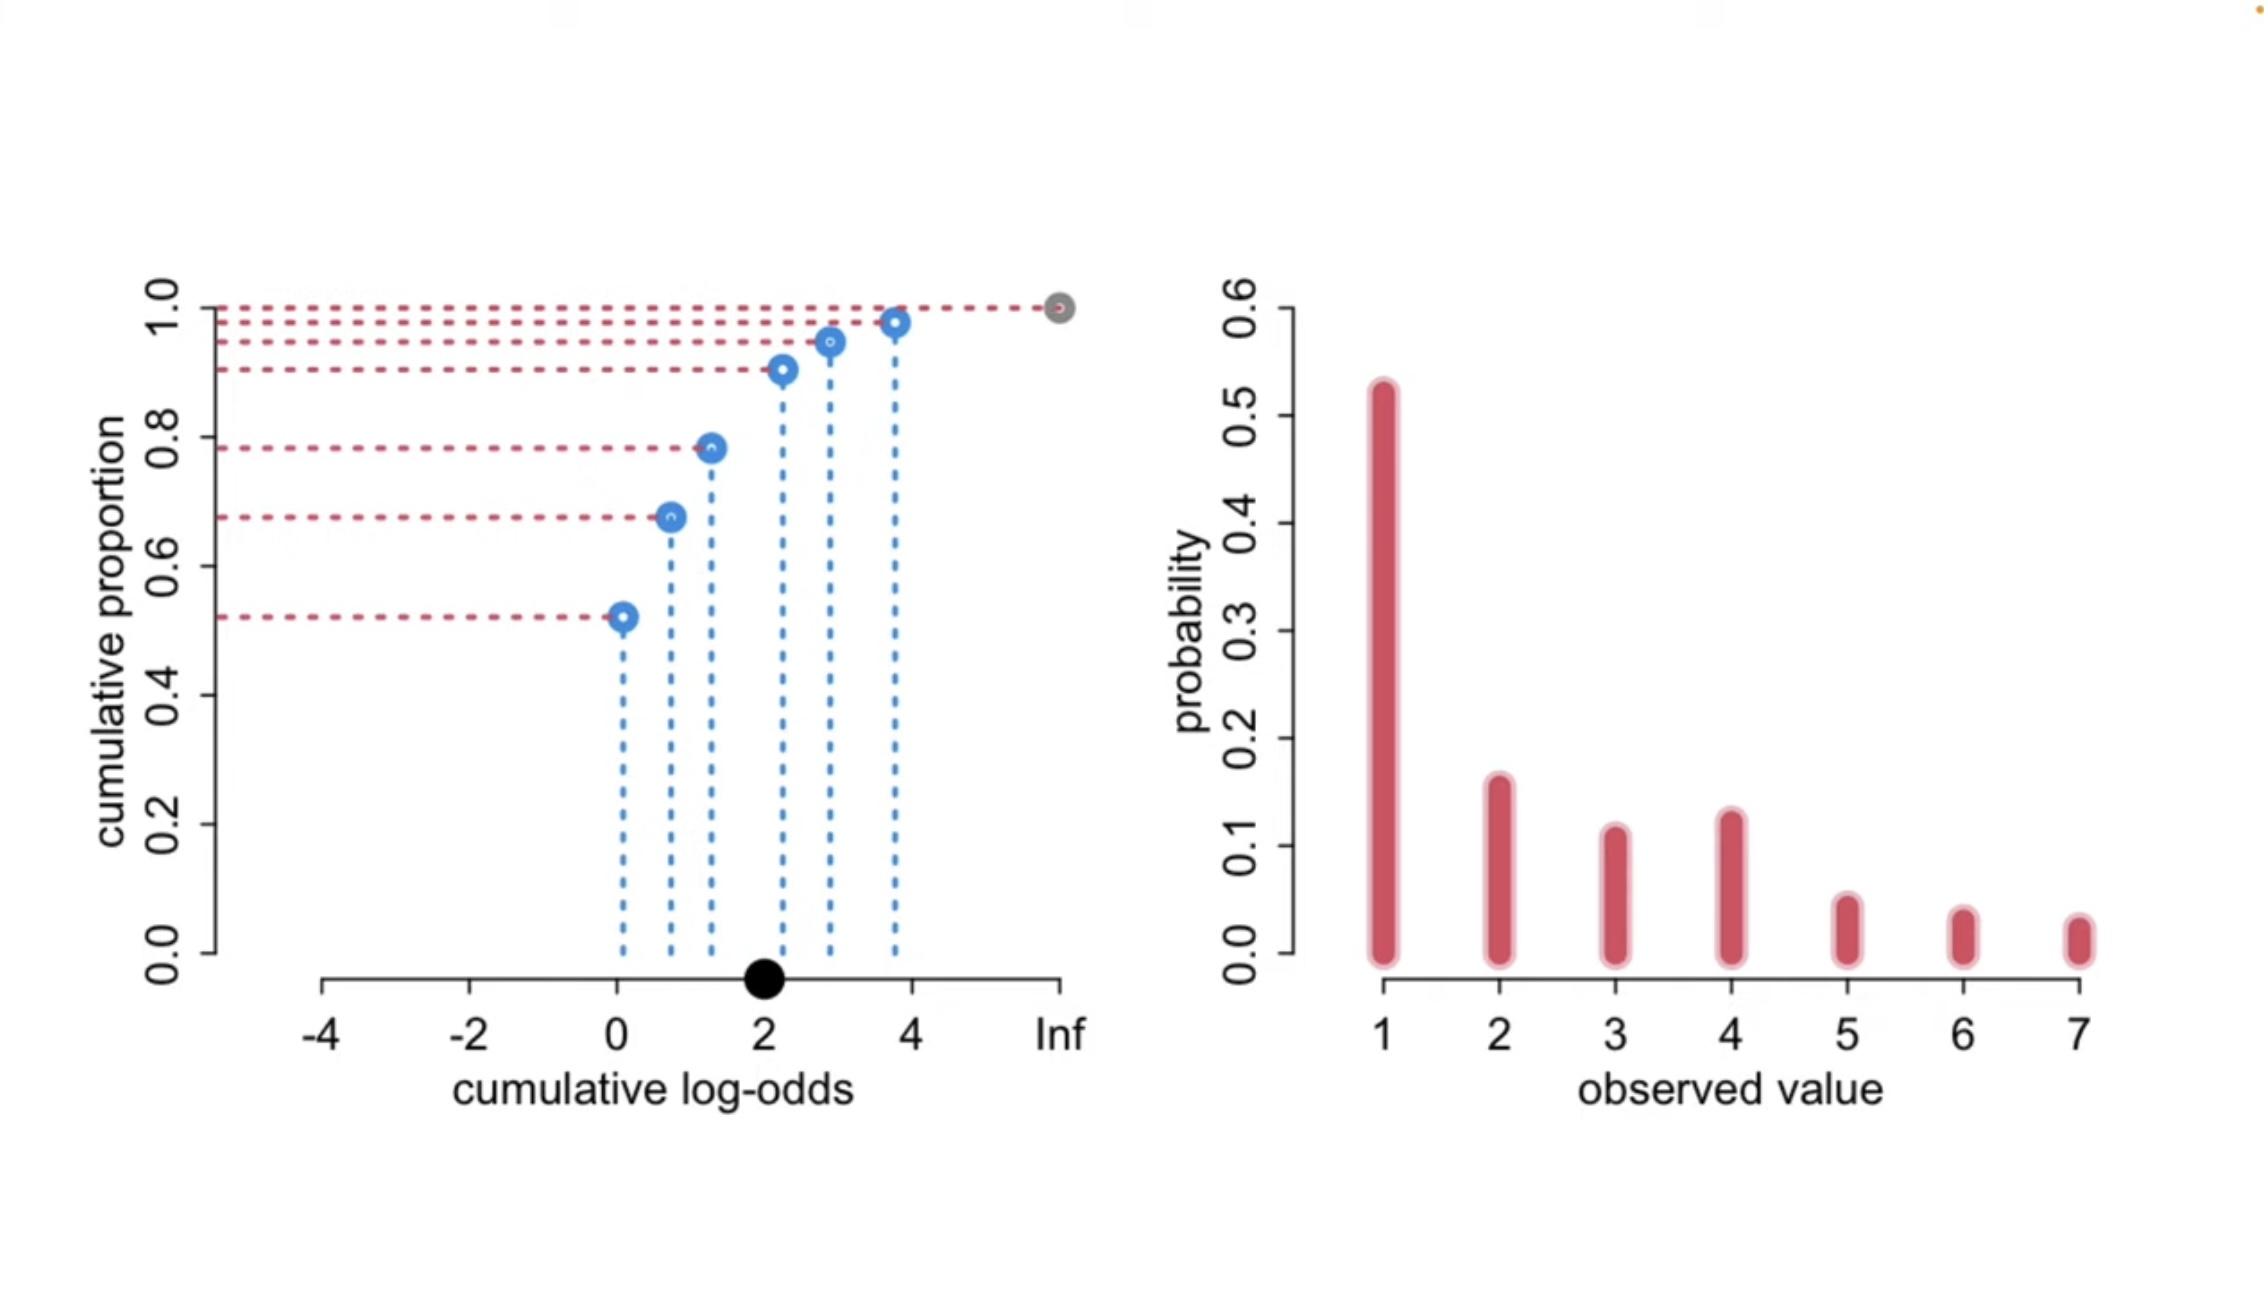 cumulative proportion
1.0
0.8
0.6
0.4
0.2
0.0
-4 -2 0 2 4 Inf
cumulative log-odds
probability
0.6
0.5
0.4
0.3
0.2
0.1
0.0
1 2 3 4 5 6 7
observed value